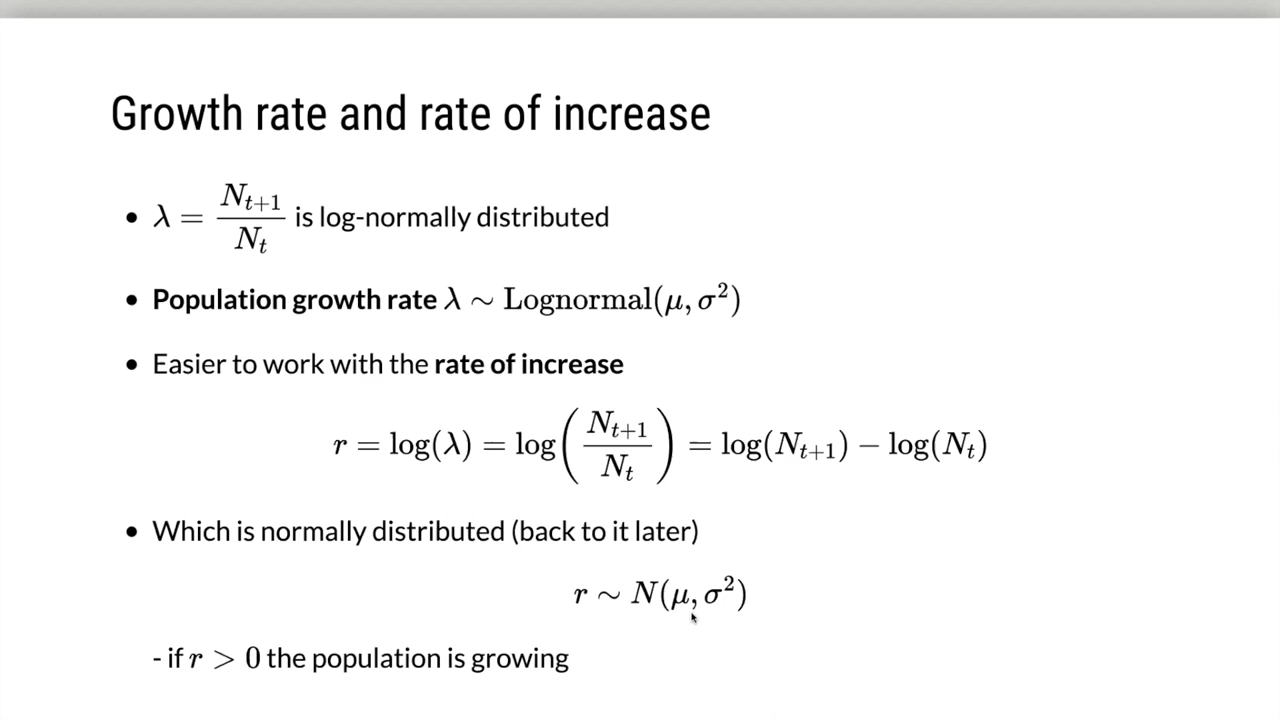 Growth rate and rate of increase
• λ = N_{t+1}/N_t is log-normally distributed
• Population growth rate λ ∼ Lognormal(μ, σ²)
• Easier to work with the rate of increase
r = log(λ) = log(N_{t+1}/N_t) = log(N_{t+1}) − log(N_t)
• Which is normally distributed (back to it later)
r ∼ N(μ, σ²)
- if r > 0 the population is growing